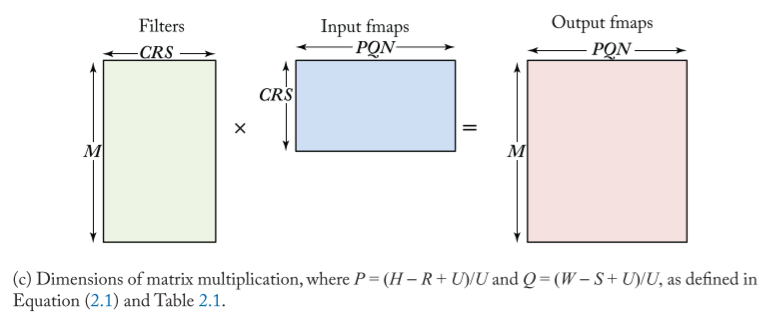 Filters
Input fmaps
Output fmaps
CRS
PQN
PQN
CRS
M
×
=
M
(c) Dimensions of matrix multiplication, where P = (H – R + U)/U and Q = (W – S + U)/U, as defined in
Equation (2.1) and Table 2.1.